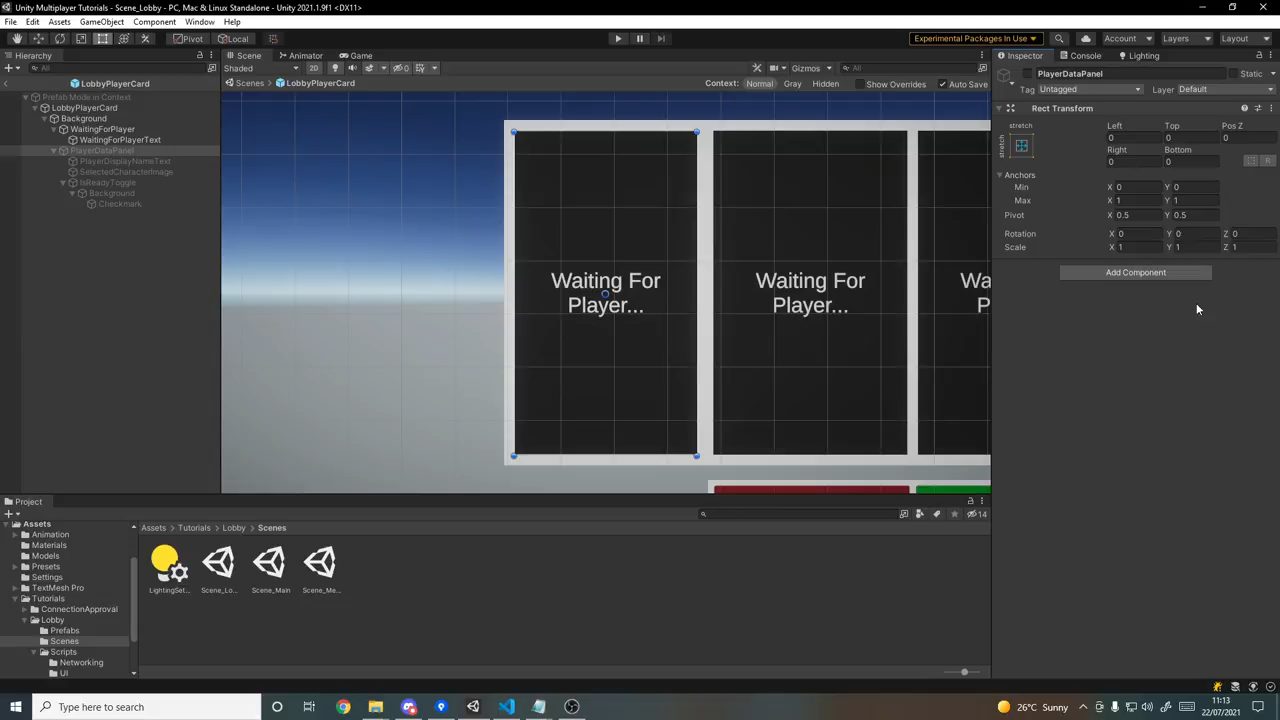 Unity Multiplayer Tutorials - Scene_Lobby - PC, Mac & Linux Standalone - Unity 2021.1.9f1 <DX11>
File Edit Assets GameObject Component Window Help
Pivot Local Experimental Packages In Use Account Layers Layout
Hierarchy Scene Animator Game Inspector Console Lighting
All Shaded 2D 0 Gizmos All
PlayerDataPanel Static
LobbyPlayerCard Scenes LobbyPlayerCard Context: Normal Gray Hidden Show Overrides Auto Save
Tag Untagged Layer Default
Prefab Mode in Context
LobbyPlayerCard
Background
WaitingForPlayer
WaitingForPlayerText
PlayerDataPanel
PlayerDisplayNameText
SelectedCharacterImage
IsReadyToggle
Background
Checkmark
Waiting For
Player...
Waiting For
Player...
Wa
P
Rect Transform
stretch Left Top Pos Z
stretch 0 0 0
Right Bottom
0 0 R
Anchors
Min X 0 Y 0
Max X 1 Y 1
Pivot X 0.5 Y 0.5
Rotation X 0 Y 0 Z 0
Scale X 1 Y 1 Z 1
Add Component
Project
14
Assets
Animation
Materials
Models
Presets
Settings
TextMesh Pro
Tutorials
ConnectionApproval
Lobby
Prefabs
Scenes
Scripts
Networking
UI
Assets Tutorials Lobby Scenes
LightingSet... Scene_Lo... Scene_Main Scene_Me...
Type here to search
26°C Sunny
11:13
22/07/2021